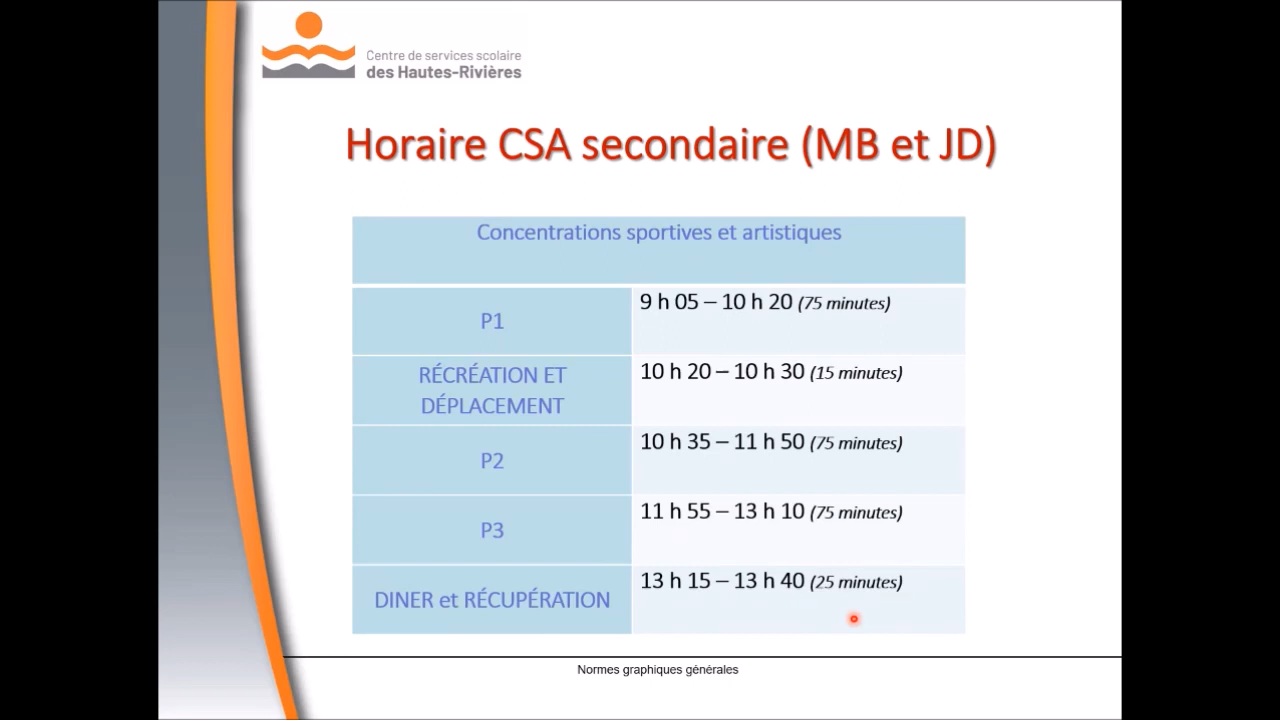 Centre de services scolaire
des Hautes-Rivières
Horaire CSA secondaire (MB et JD)
Concentrations sportives et artistiques
P1
9 h 05 – 10 h 20 (75 minutes)
RÉCRÉATION ET
DÉPLACEMENT
10 h 20 – 10 h 30 (15 minutes)
P2
10 h 35 – 11 h 50 (75 minutes)
P3
11 h 55 – 13 h 10 (75 minutes)
DINER et RÉCUPÉRATION
13 h 15 – 13 h 40 (25 minutes)
Normes graphiques générales